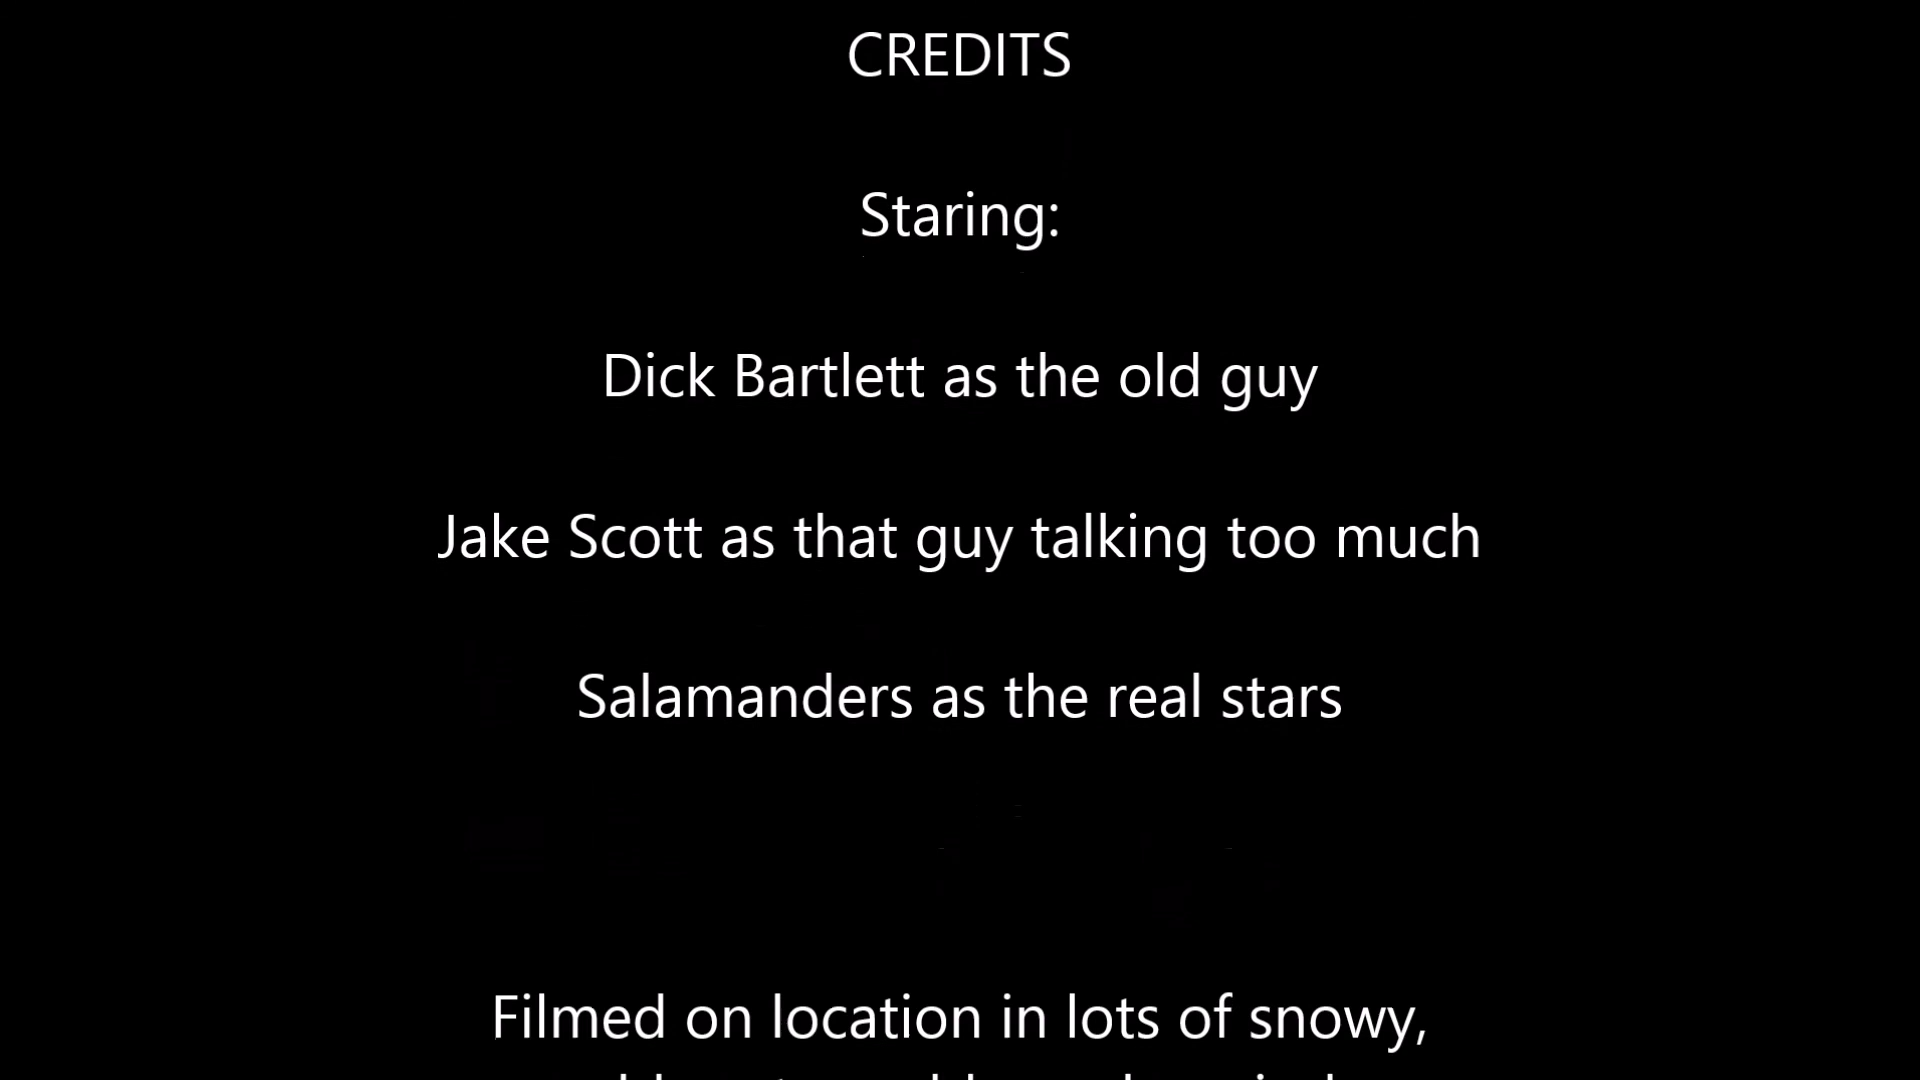 CREDITS
Staring:
Dick Bartlett as the old guy
Jake Scott as that guy talking too much
Salamanders as the real stars
Filmed on location in lots of snowy,